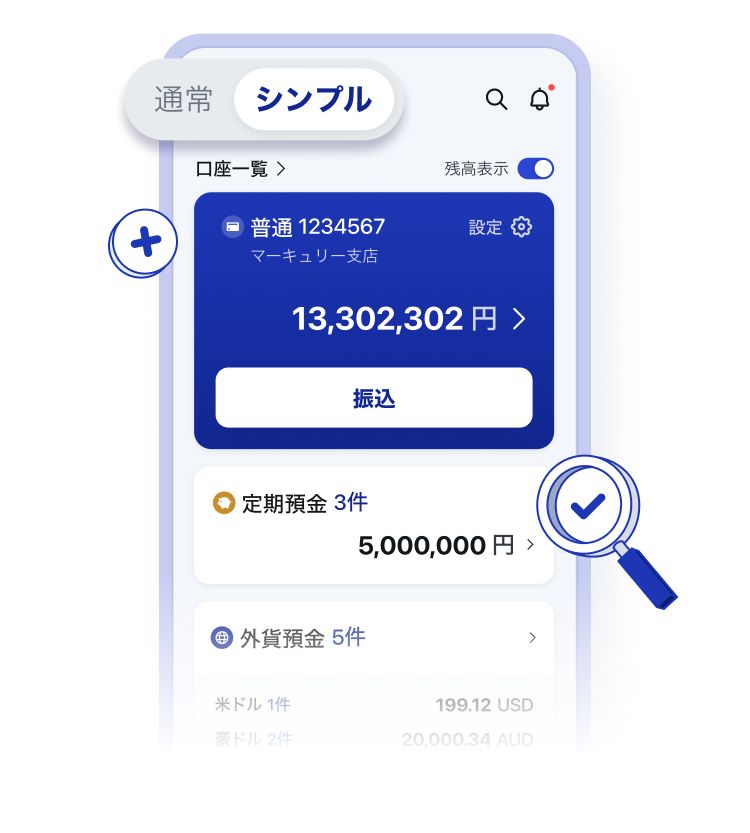 通常 シンプル
口座一覧 残高表示
普通 1234567 設定
マーキュリー支店
13,302,302 円
振込
定期預金 3件
5,000,000 円
外貨預金 5件
米ドル 1件 199.12 USD
豪ドル 2件 20,000.34 AUD